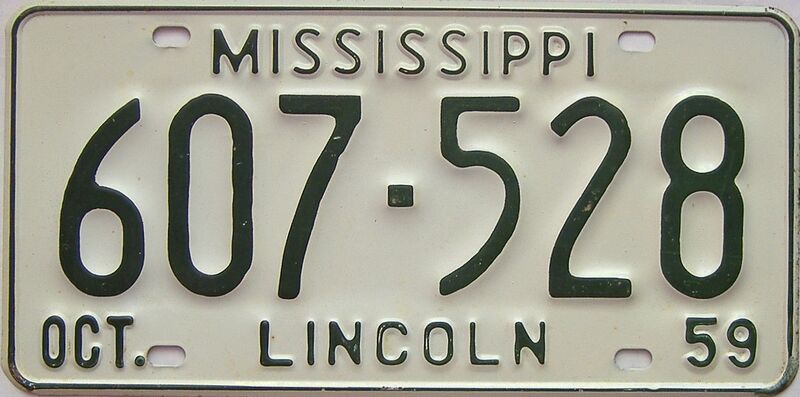 MISSISSIPPI
607-528
OCT. LINCOLN 59